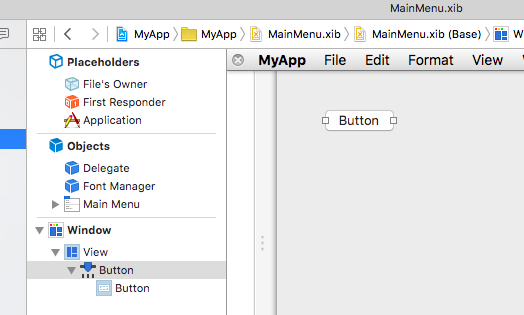 MainMenu.xib
MyApp MyApp MainMenu.xib MainMenu.xib (Base) W
Placeholders
File's Owner
First Responder
Application
Objects
Delegate
Font Manager
Main Menu
Window
View
Button
Button
MyApp File Edit Format View
Button